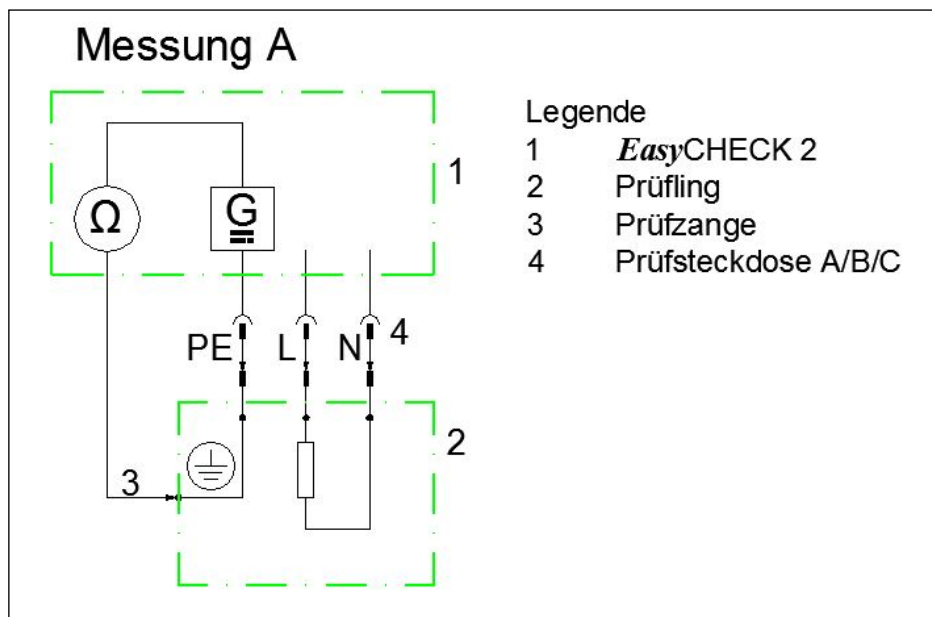 Messung A
Legende
1 EasyCHECK 2
2 Prüfling
3 Prüfzange
4 Prüfsteckdose A/B/C
1
Ω
G
PE L N 4
2
3